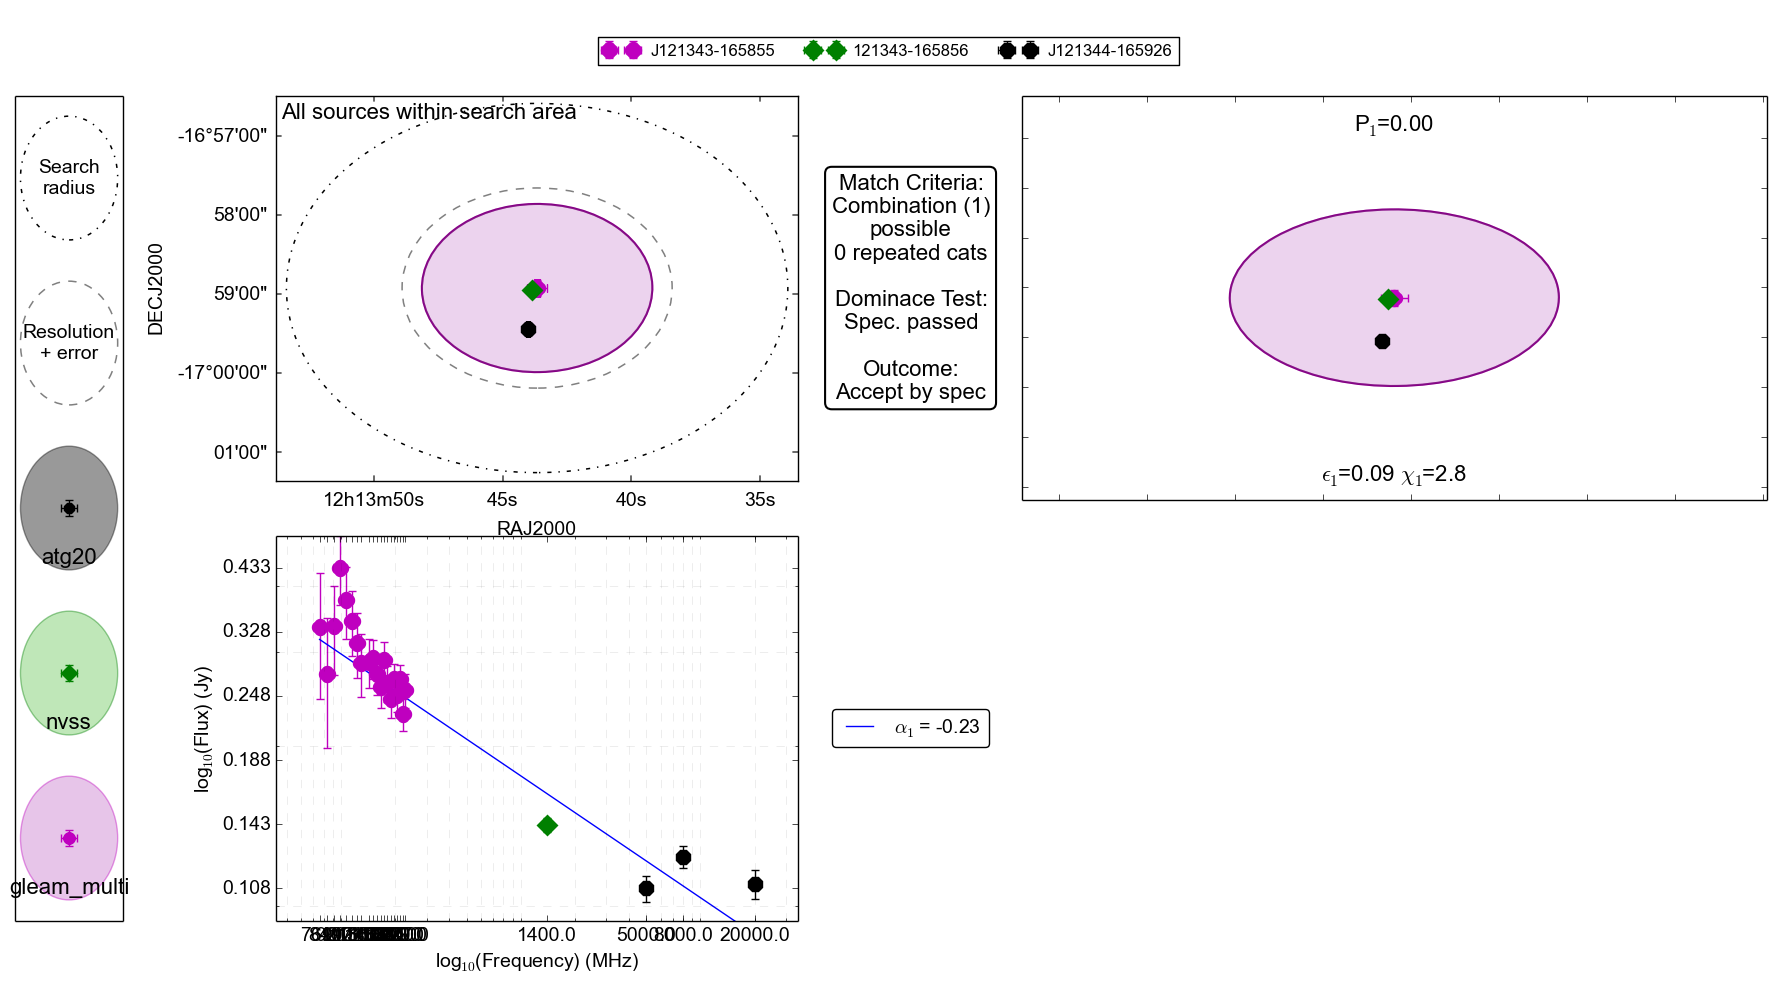 J121343-165855
121343-165856
J121344-165926
Search
radius
Resolution
+ error
atg20
nvss
gleam_multi
All sources within search area
DECJ2000
-16°57'00"
58'00"
59'00"
-17°00'00"
01'00"
12h13m50s
45s
40s
35s
RAJ2000
Match Criteria:
Combination (1)
possible
0 repeated cats
Dominace Test:
Spec. passed
Outcome:
Accept by spec
P1=0.00
ϵ1=0.09 χ1=2.8
log10(Flux) (Jy)
0.433
0.328
0.248
0.188
0.143
0.108
1400.0
5000.0
8000.0
20000.0
log10(Frequency) (MHz)
α1 = -0.23